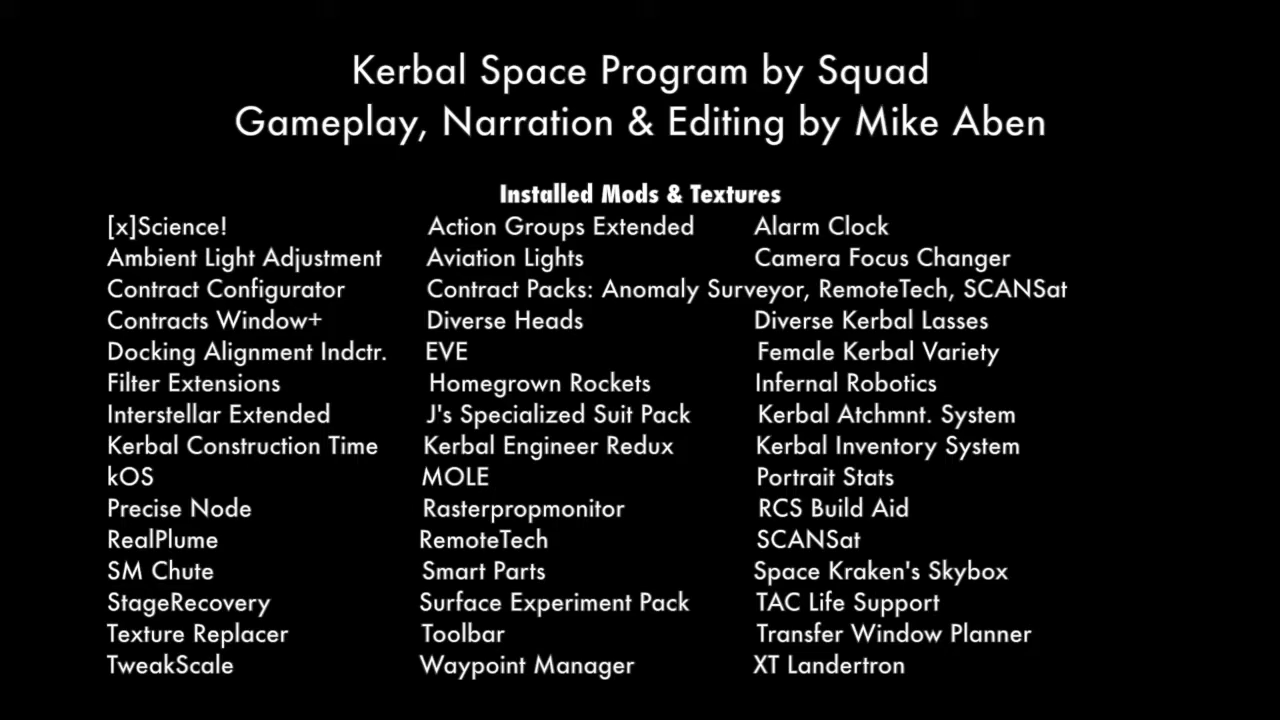 Kerbal Space Program by Squad
Gameplay, Narration & Editing by Mike Aben
Installed Mods & Textures
[x]Science! Action Groups Extended Alarm Clock
Ambient Light Adjustment Aviation Lights Camera Focus Changer
Contract Configurator Contract Packs: Anomaly Surveyor, RemoteTech, SCANSat
Contracts Window+ Diverse Heads Diverse Kerbal Lasses
Docking Alignment Indctr. EVE Female Kerbal Variety
Filter Extensions Homegrown Rockets Infernal Robotics
Interstellar Extended J's Specialized Suit Pack Kerbal Atchmnt. System
Kerbal Construction Time Kerbal Engineer Redux Kerbal Inventory System
kOS MOLE Portrait Stats
Precise Node Rasterpropmonitor RCS Build Aid
RealPlume RemoteTech SCANSat
SM Chute Smart Parts Space Kraken's Skybox
StageRecovery Surface Experiment Pack TAC Life Support
Texture Replacer Toolbar Transfer Window Planner
TweakScale Waypoint Manager XT Landertron